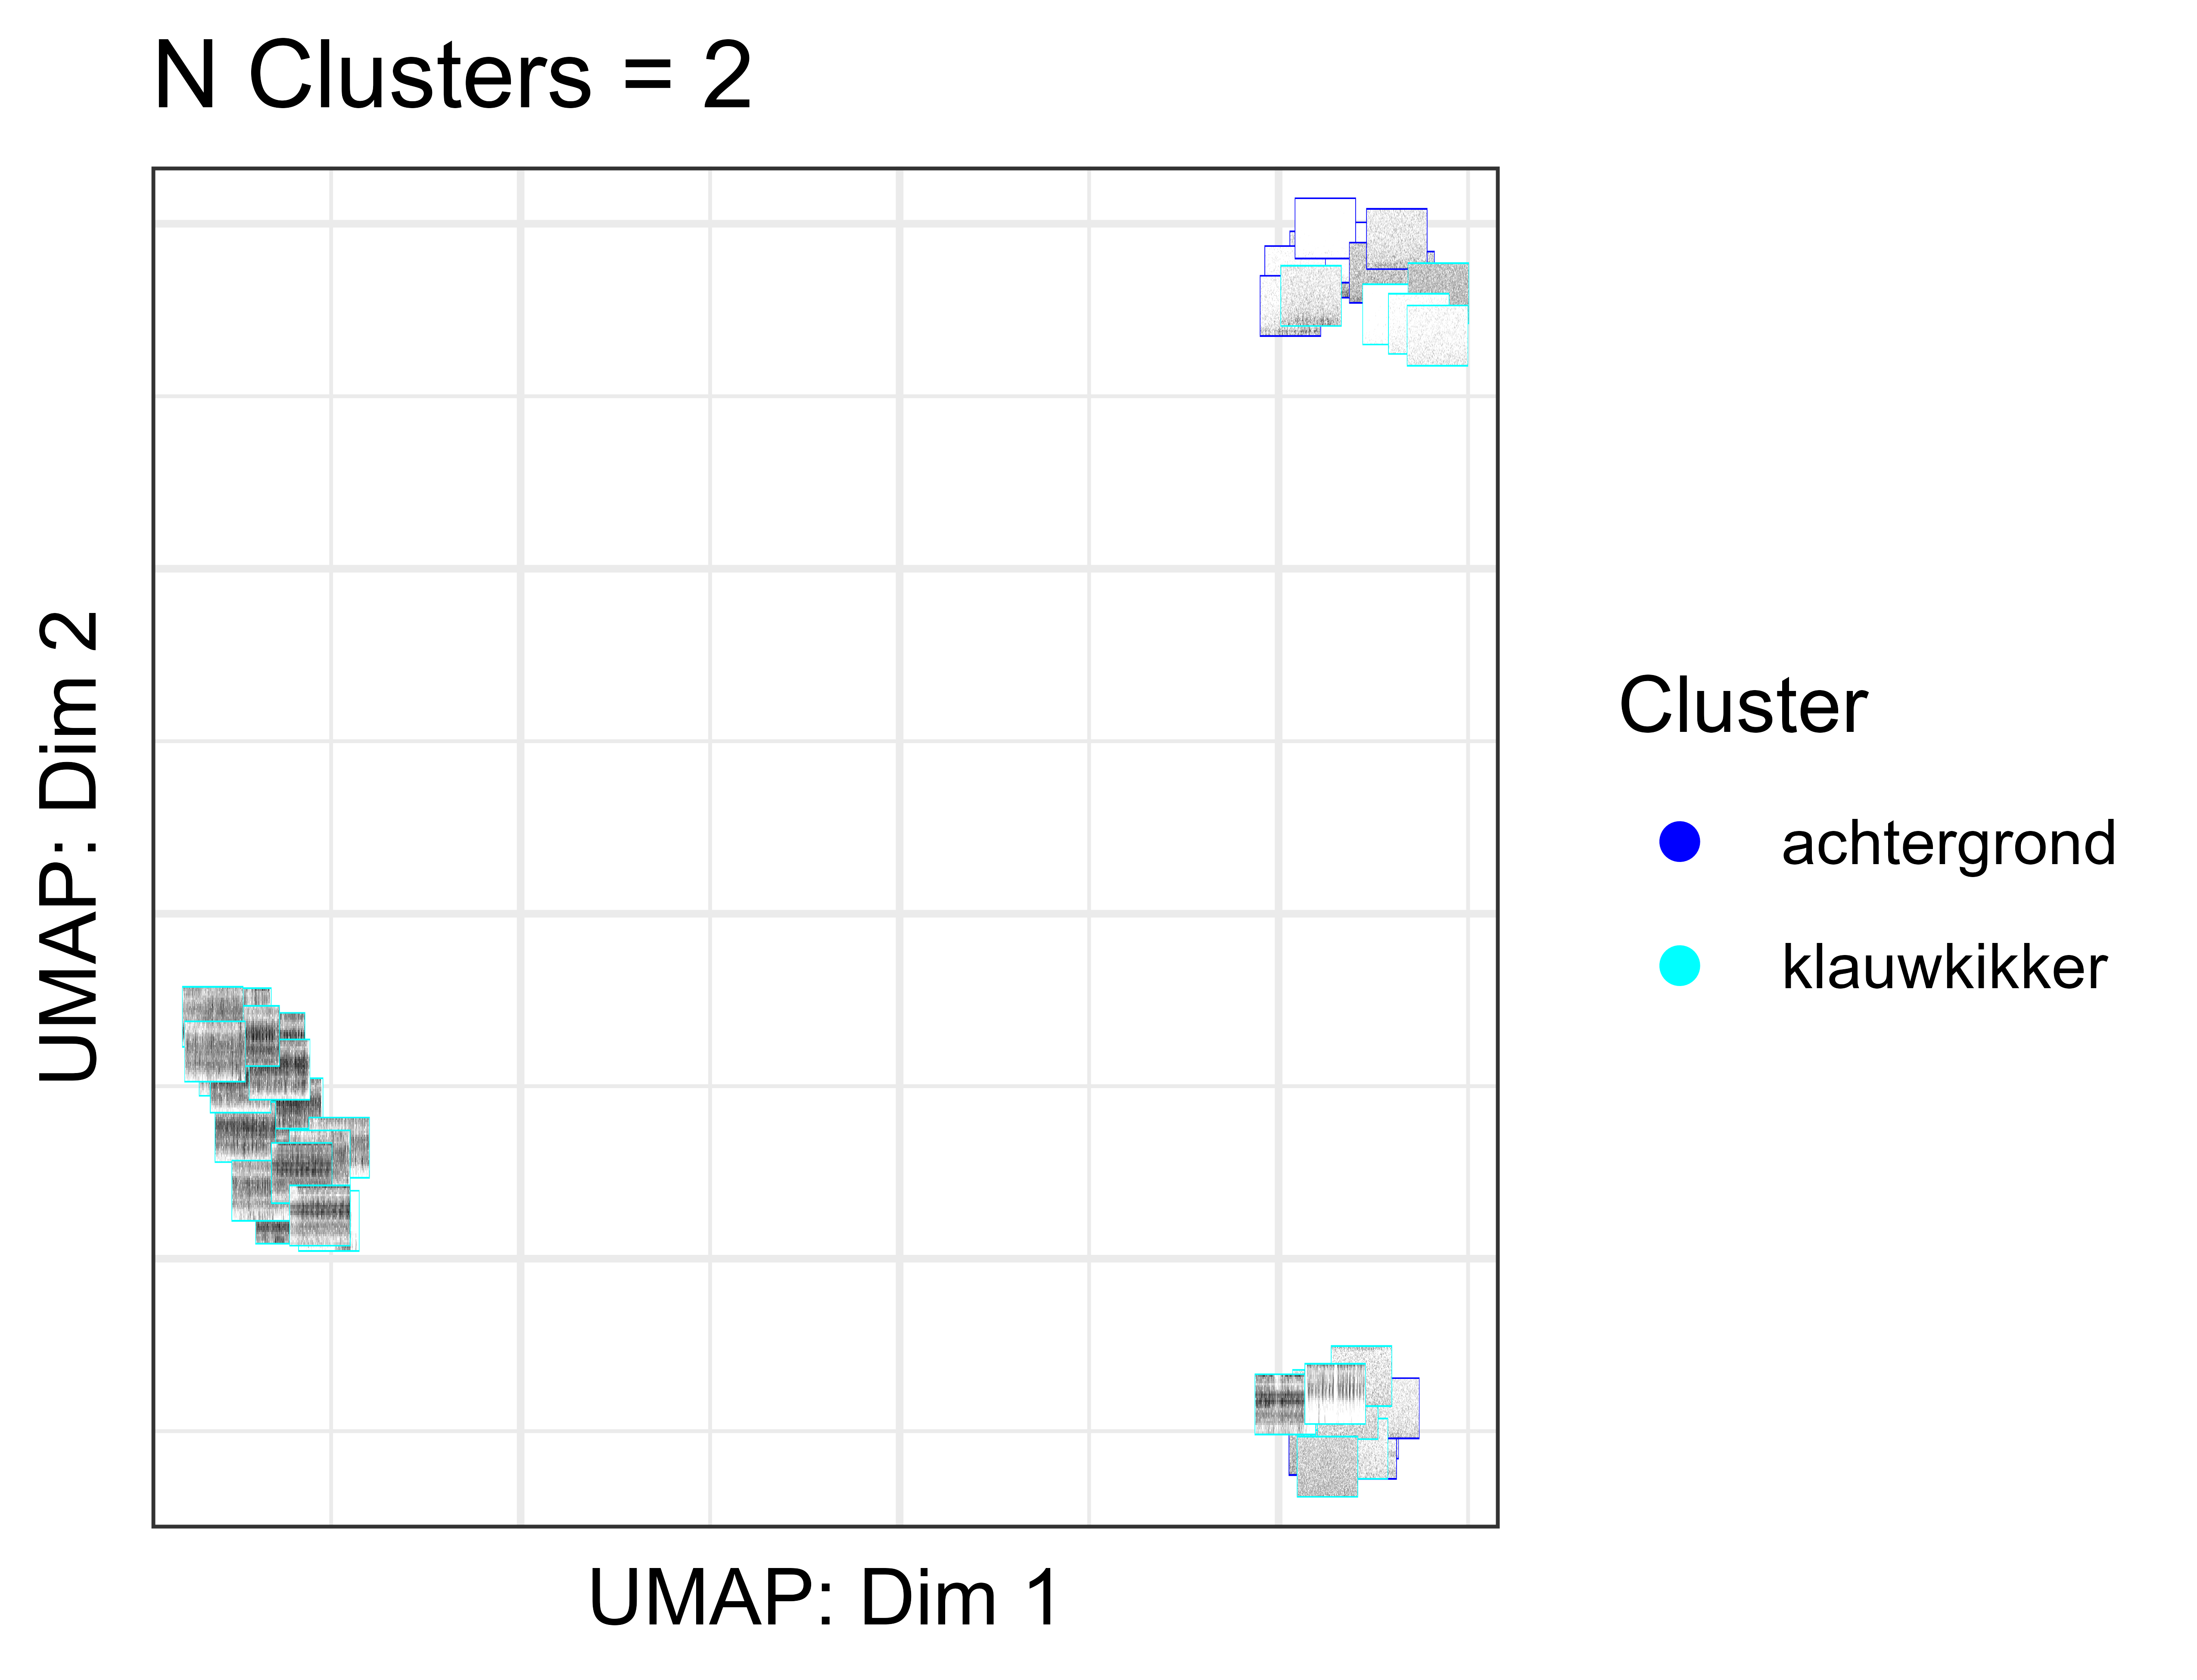 N Clusters = 2
UMAP: Dim 2
UMAP: Dim 1
Cluster
achtergrond
klauwkikker